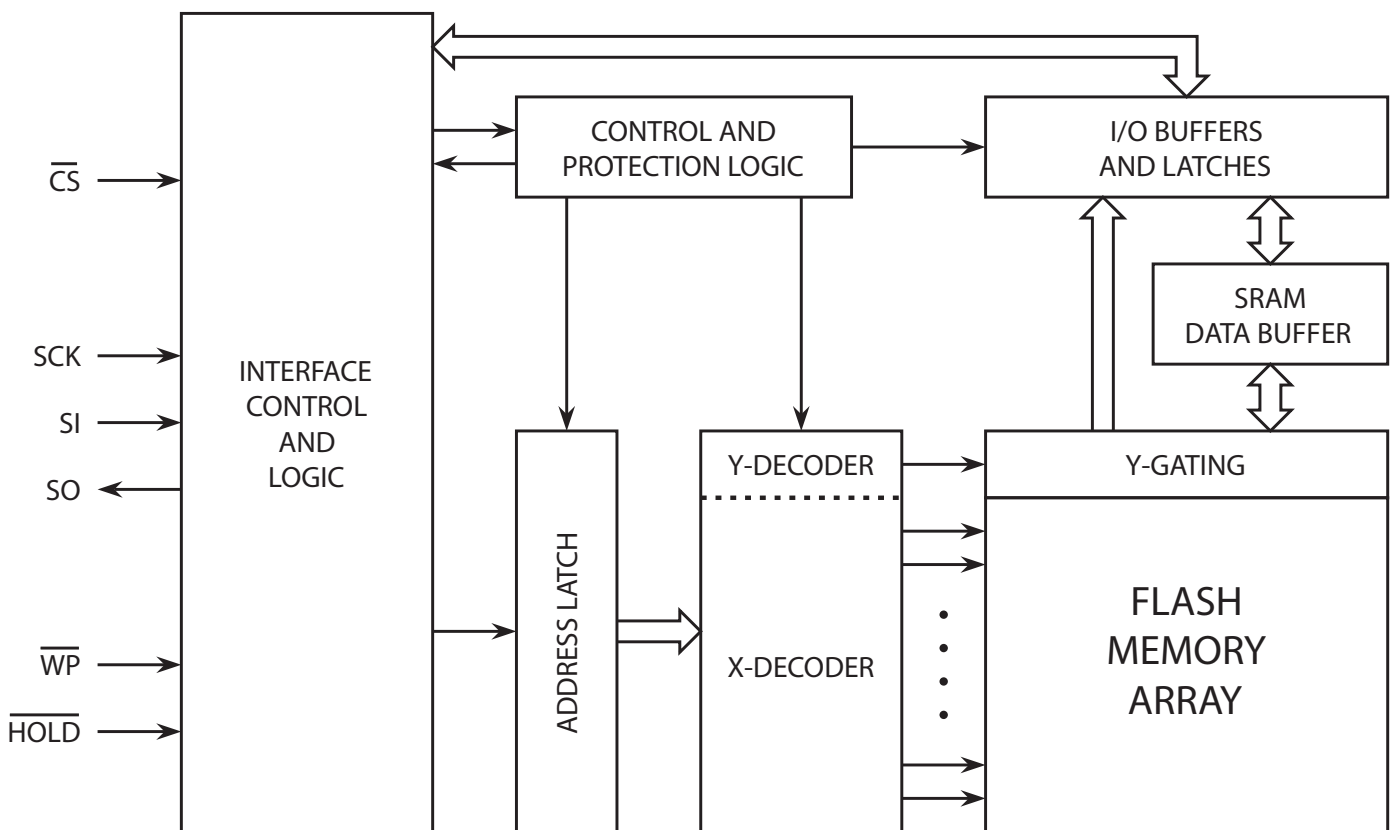 CS
SCK
SI
SO
WP
HOLD
INTERFACE
CONTROL
AND
LOGIC
CONTROL AND
PROTECTION LOGIC
I/O BUFFERS
AND LATCHES
SRAM
DATA BUFFER
ADDRESS LATCH
Y-DECODER
X-DECODER
Y-GATING
FLASH
MEMORY
ARRAY